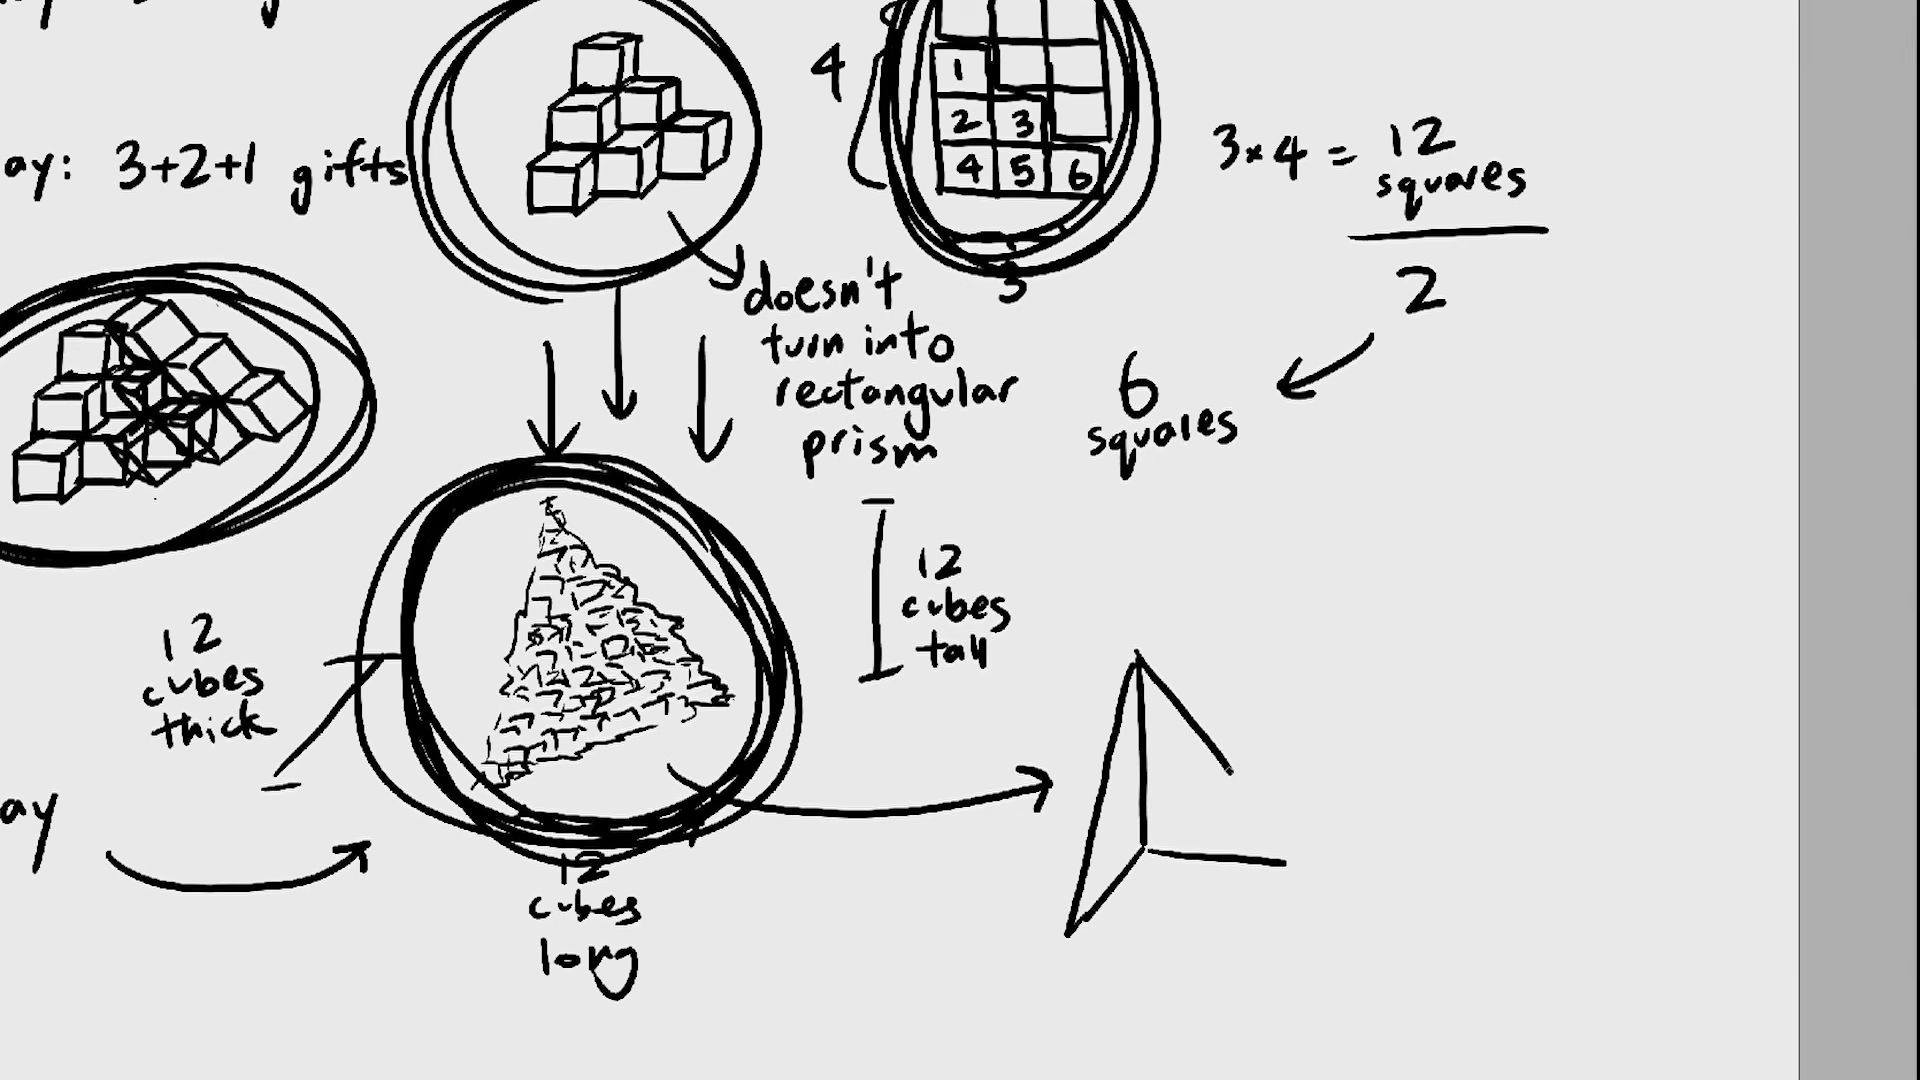 ay: 3+2+1 gifts
4
1
2 3
4 5 6
3
3×4 = 12
squares
2
6
squares
doesn't
turn into
rectangular
prism
12
cubes
tall
12
cubes
thick
ay
12
cubes
long